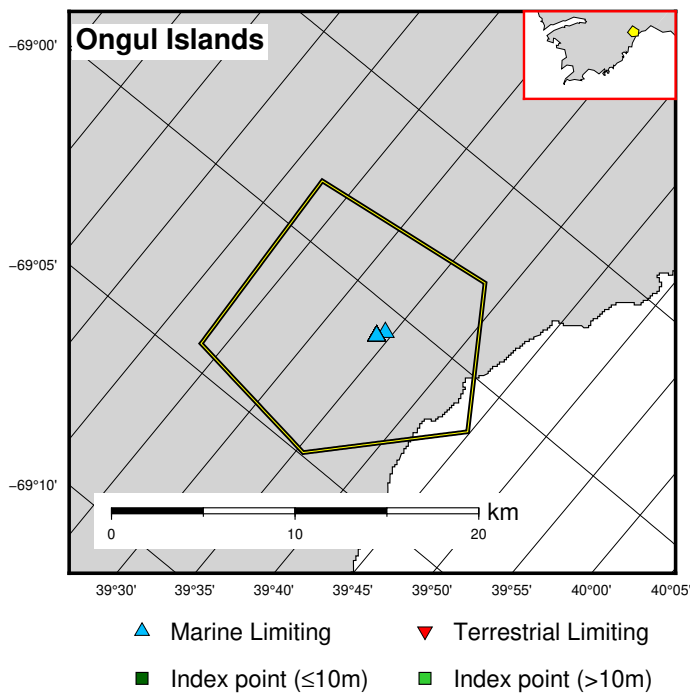 Ongul Islands
−69°00'
−69°05'
−69°10'
km
0 10 20
39°30' 39°35' 39°40' 39°45' 39°50' 39°55' 40°00' 40°05'
Marine Limiting
Terrestrial Limiting
Index point (≤10m)
Index point (>10m)